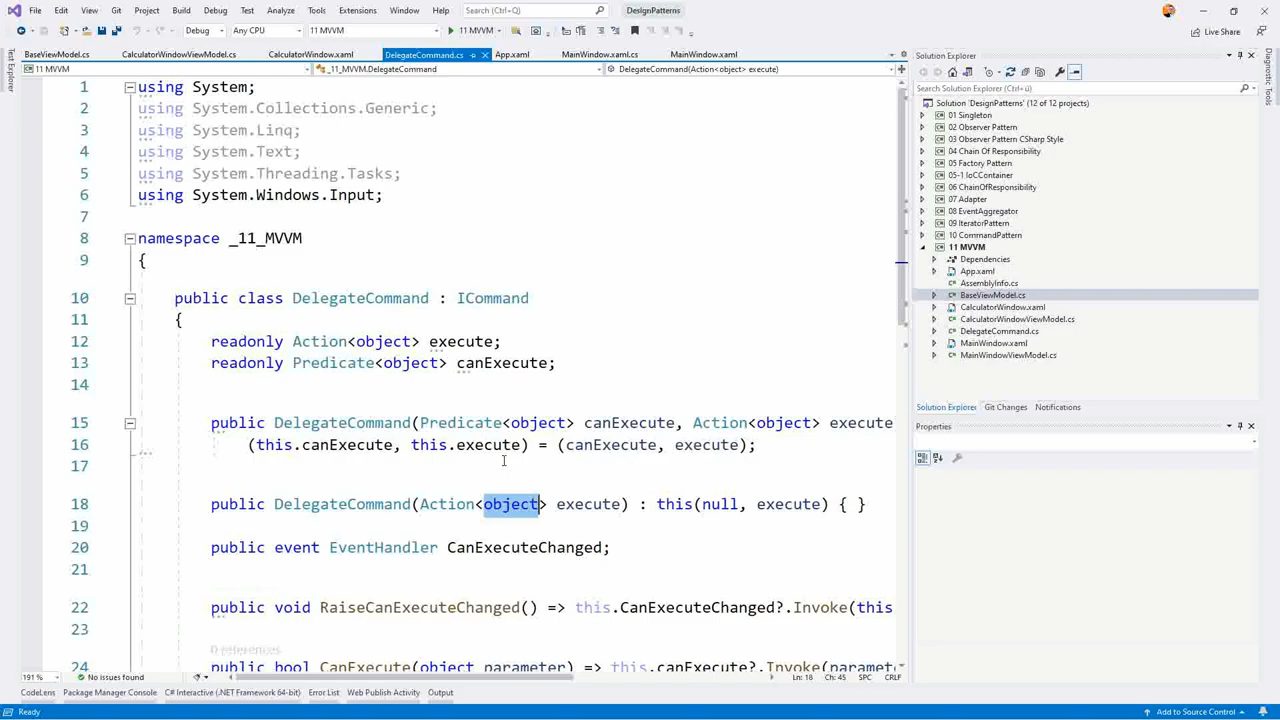 File Edit View Git Project Build Debug Test Analyze Tools Extensions Window Help Search (Ctrl+Q) DesignPatterns
Debug Any CPU 11 MVVM 11 MVVM Live Share
BaseViewModel.cs CalculatorWindowViewModel.cs CalculatorWindow.xaml DelegateCommand.cs App.xaml MainWindow.xaml.cs MainWindow.xaml
11 MVVM _11_MVVM.DelegateCommand DelegateCommand(Action<object> execute)
Test Explorer
1 using System;
2 using System.Collections.Generic;
3 using System.Linq;
4 using System.Text;
5 using System.Threading.Tasks;
6 using System.Windows.Input;
7
8 namespace _11_MVVM
9 {
10 public class DelegateCommand : ICommand
11 {
12 readonly Action<object> execute;
13 readonly Predicate<object> canExecute;
14
15 public DelegateCommand(Predicate<object> canExecute, Action<object> execute
16 (this.canExecute, this.execute) = (canExecute, execute);
17
18 public DelegateCommand(Action<object> execute) : this(null, execute) { }
19
20 public event EventHandler CanExecuteChanged;
21
22 public void RaiseCanExecuteChanged() => this.CanExecuteChanged?.Invoke(this
23
0 references
24 public bool CanExecute(object parameter) => this.canExecute?.Invoke(parame
191 % No issues found Ln: 18 Ch: 45 SPC CRLF
Solution Explorer
Search Solution Explorer (Ctrl+ü)
Solution 'DesignPatterns' (12 of 12 projects)
01 Singleton
02 Observer Pattern
03 Observer Pattern CSharp Style
04 Chain Of Responsibility
05 Factory Pattern
05-1 IoCContainer
06 ChainOfResponsibility
07 Adapter
08 EventAggregator
09 IteratorPattern
10 CommandPattern
11 MVVM
Dependencies
App.xaml
AssemblyInfo.cs
BaseViewModel.cs
CalculatorWindow.xaml
CalculatorWindowViewModel.cs
DelegateCommand.cs
MainWindow.xaml
MainWindowViewModel.cs
Solution Explorer Git Changes Notifications
Properties
Diagnostic Tools
CodeLens Package Manager Console C# Interactive (.NET Framework 64-bit) Error List Web Publish Activity Output
Ready Add to Source Control